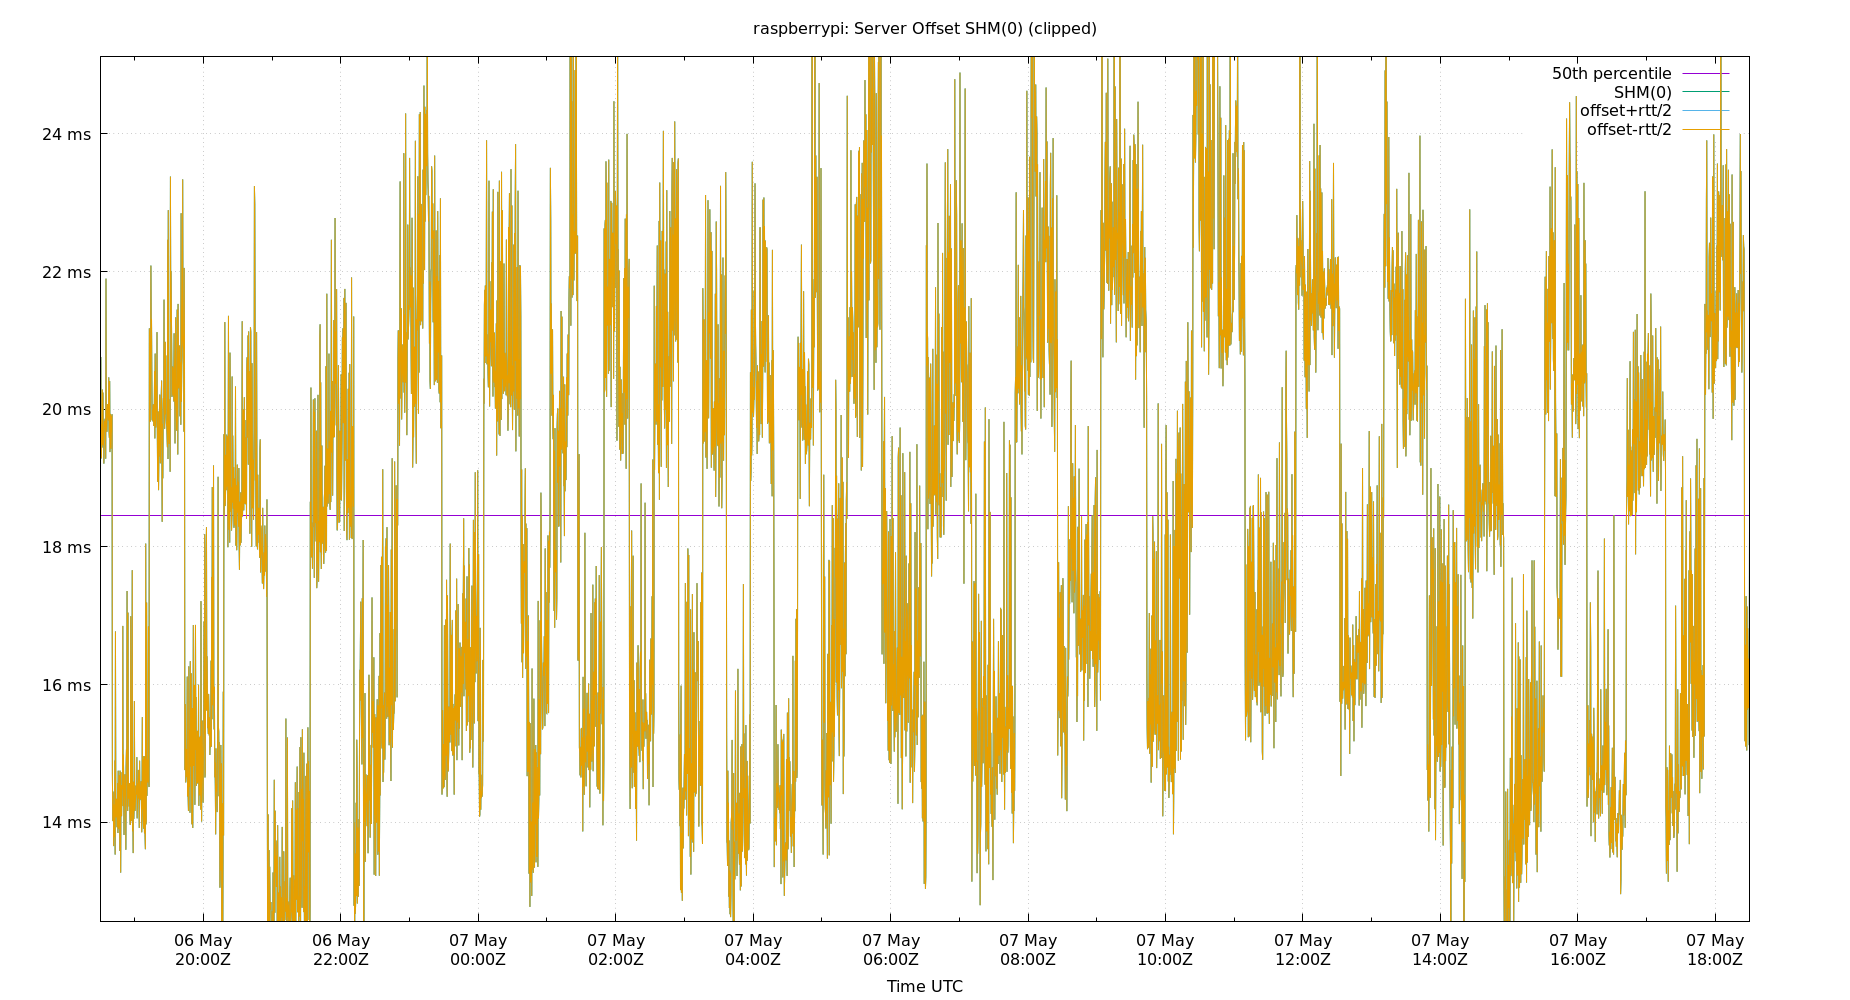 raspberrypi: Server Offset SHM(0) (clipped)
50th percentile
SHM(0)
offset+rtt/2
offset-rtt/2
24 ms
22 ms
20 ms
18 ms
16 ms
14 ms
06 May 06 May 07 May 07 May 07 May 07 May 07 May 07 May 07 May 07 May 07 May 07 May
20:00Z 22:00Z 00:00Z 02:00Z 04:00Z 06:00Z 08:00Z 10:00Z 12:00Z 14:00Z 16:00Z 18:00Z
Time UTC